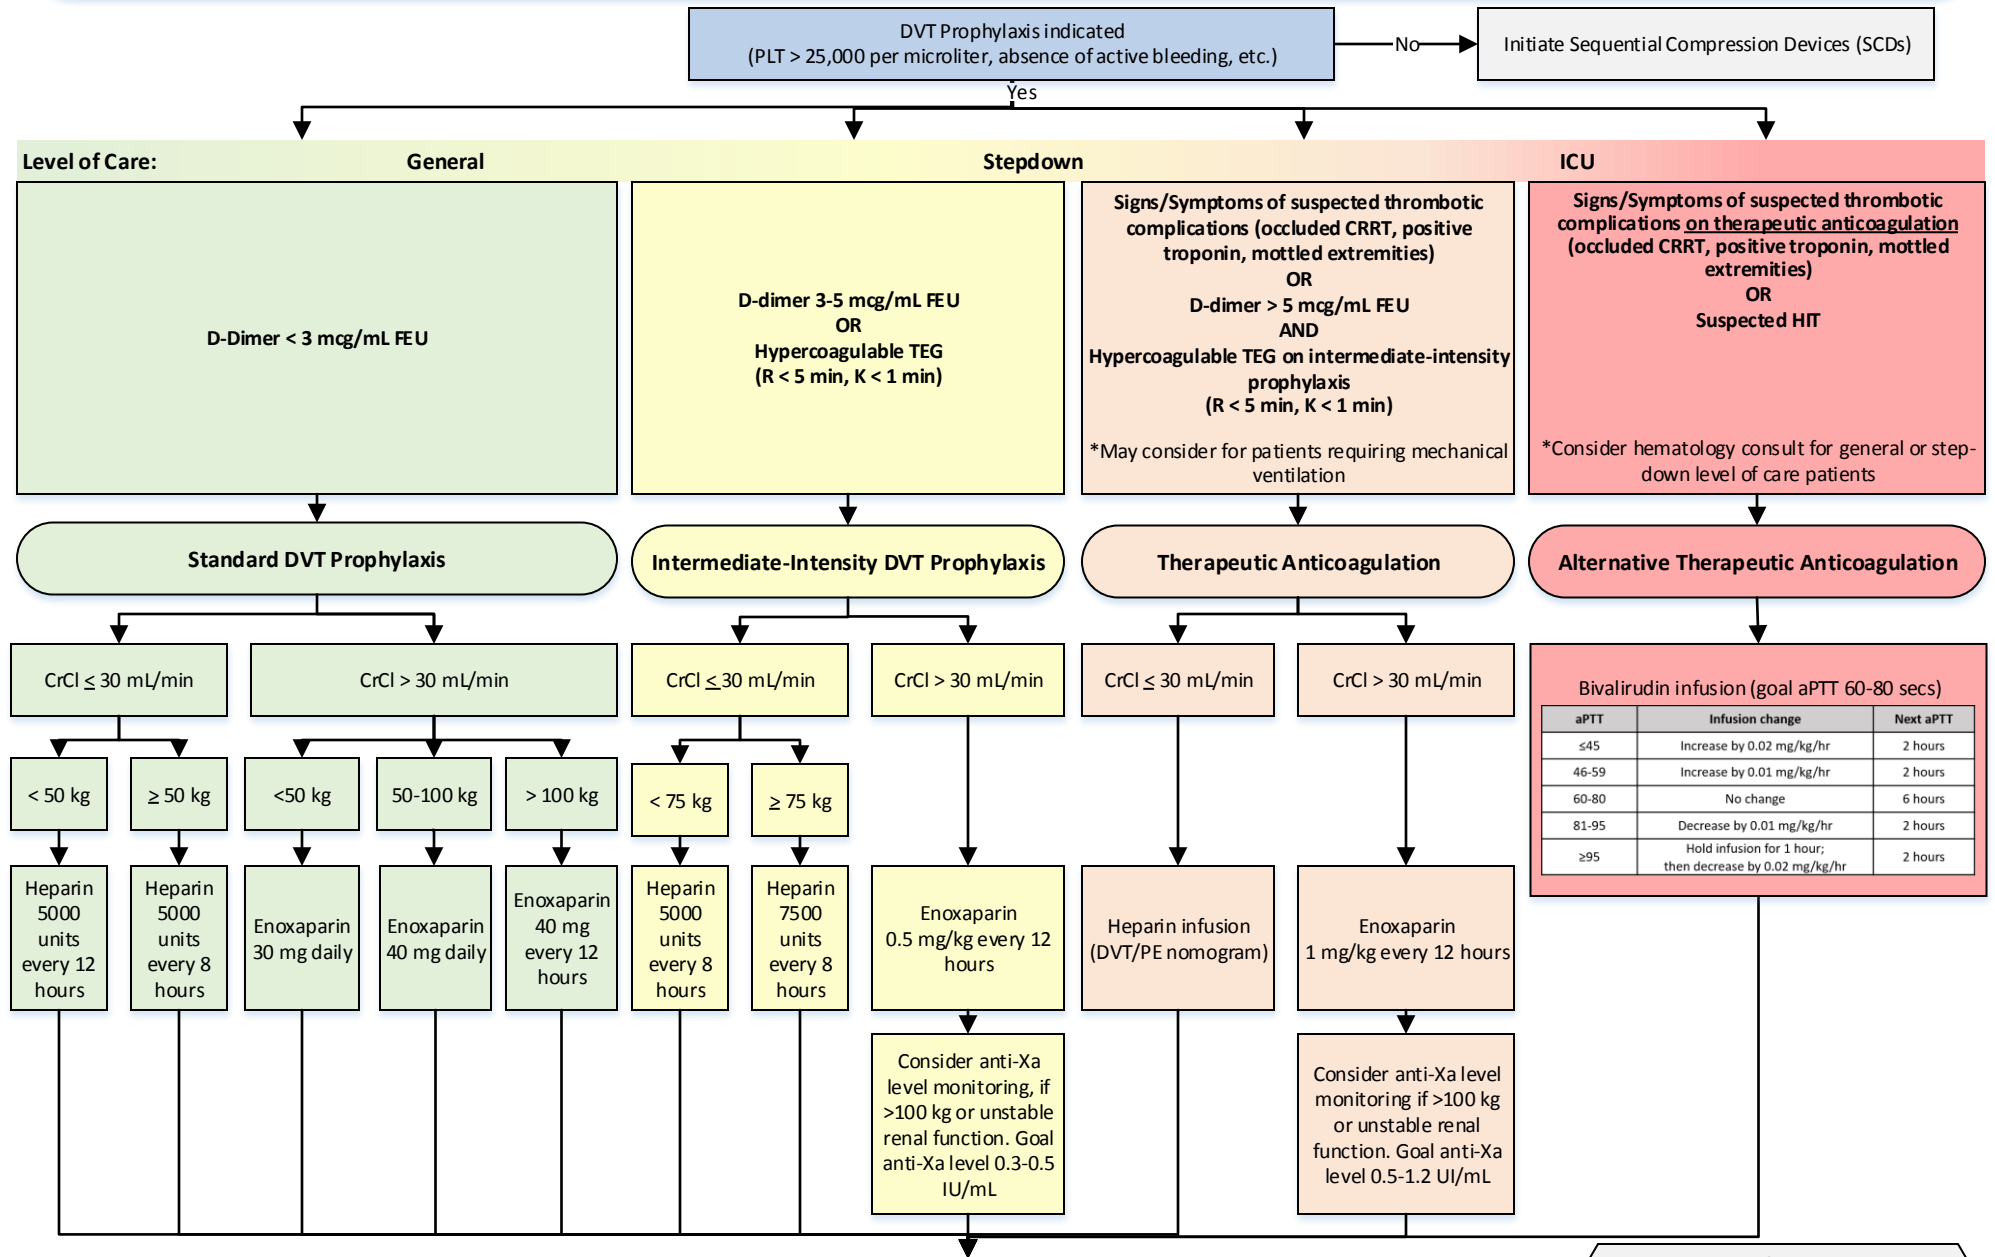 DVT Prophylaxis indicated
(PLT > 25,000 per microliter, absence of active bleeding, etc.)
No
Initiate Sequential Compression Devices (SCDs)
Yes
Level of Care:
General
Stepdown
ICU
D-Dimer < 3 mcg/mL FEU
D-dimer 3-5 mcg/mL FEU
OR
Hypercoagulable TEG
(R < 5 min, K < 1 min)
Signs/Symptoms of suspected thrombotic
complications (occluded CRRT, positive
troponin, mottled extremities)
OR
D-dimer > 5 mcg/mL FEU
AND
Hypercoagulable TEG on intermediate-intensity
prophylaxis
(R < 5 min, K < 1 min)
*May consider for patients requiring mechanical
ventilation
Signs/Symptoms of suspected thrombotic
complications on therapeutic anticoagulation
(occluded CRRT, positive troponin, mottled
extremities)
OR
Suspected HIT
*Consider hematology consult for general or step-
down level of care patients
Standard DVT Prophylaxis
Intermediate-Intensity DVT Prophylaxis
Therapeutic Anticoagulation
Alternative Therapeutic Anticoagulation
CrCl ≤ 30 mL/min
CrCl > 30 mL/min
CrCl ≤ 30 mL/min
CrCl > 30 mL/min
CrCl ≤ 30 mL/min
CrCl > 30 mL/min
< 50 kg
≥ 50 kg
<50 kg
50-100 kg
> 100 kg
< 75 kg
≥ 75 kg
Heparin
5000
units
every 12
hours
Heparin
5000
units
every 8
hours
Enoxaparin
30 mg daily
Enoxaparin
40 mg daily
Enoxaparin
40 mg
every 12
hours
Heparin
5000
units
every 8
hours
Heparin
7500
units
every 8
hours
Enoxaparin
0.5 mg/kg every 12
hours
Heparin infusion
(DVT/PE nomogram)
Enoxaparin
1 mg/kg every 12 hours
Bivalirudin infusion (goal aPTT 60-80 secs)
aPTT Infusion change Next aPTT
≤45 Increase by 0.02 mg/kg/hr 2 hours
46-59 Increase by 0.01 mg/kg/hr 2 hours
60-80 No change 6 hours
81-95 Decrease by 0.01 mg/kg/hr 2 hours
≥95 Hold infusion for 1 hour;
then decrease by 0.02 mg/kg/hr 2 hours
Consider anti-Xa
level monitoring, if
>100 kg or unstable
renal function. Goal
anti-Xa level 0.3-0.5
IU/mL
Consider anti-Xa level
monitoring if >100 kg
or unstable renal
function. Goal anti-Xa
level 0.5-1.2 UI/mL